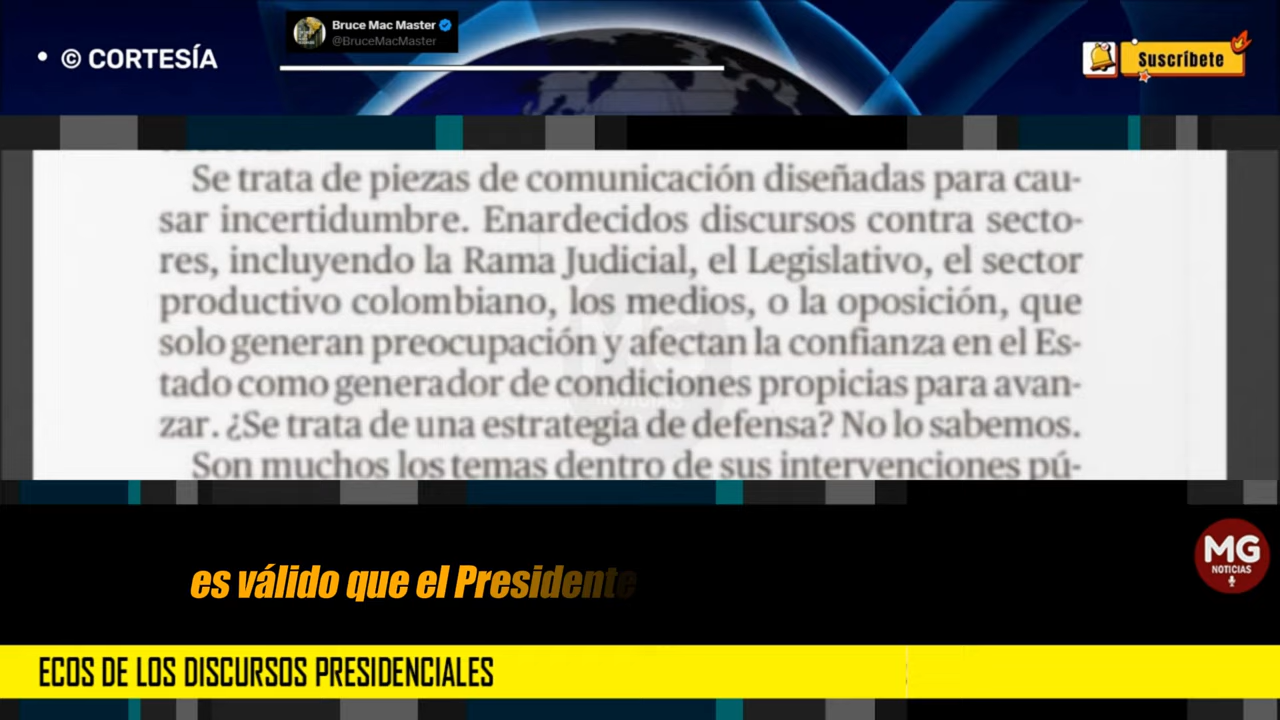 • © CORTESÍA
Bruce Mac Master
@BruceMacMaster
Suscríbete
Se trata de piezas de comunicación diseñadas para cau-
sar incertidumbre. Enardecidos discursos contra secto-
res, incluyendo la Rama Judicial, el Legislativo, el sector
productivo colombiano, los medios, o la oposición, que
solo generan preocupación y afectan la confianza en el Es-
tado como generador de condiciones propicias para avan-
zar. ¿Se trata de una estrategia de defensa? No lo sabemos.
Son muchos los temas dentro de sus intervenciones pú-
es válido que el Presidente
MG
NOTICIAS
ECOS DE LOS DISCURSOS PRESIDENCIALES